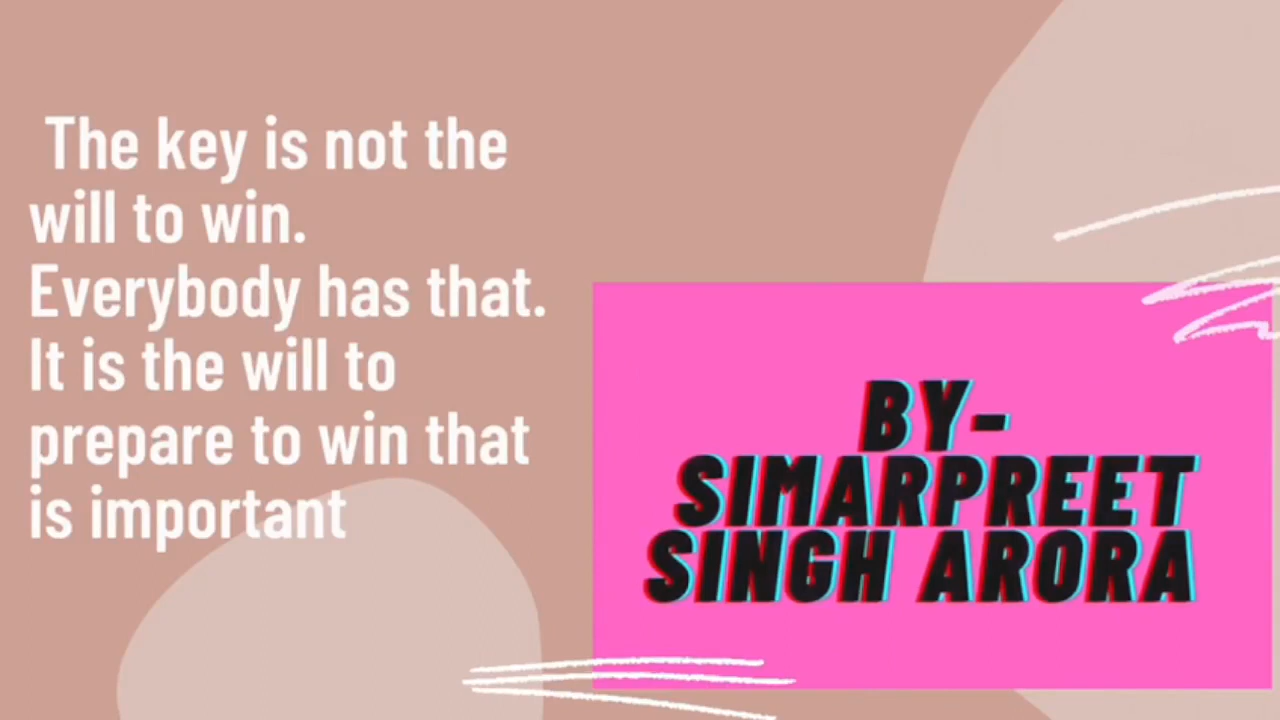 The key is not the
will to win.
Everybody has that.
It is the will to
prepare to win that
is important
BY-
SIMARPREET
SINGH ARORA